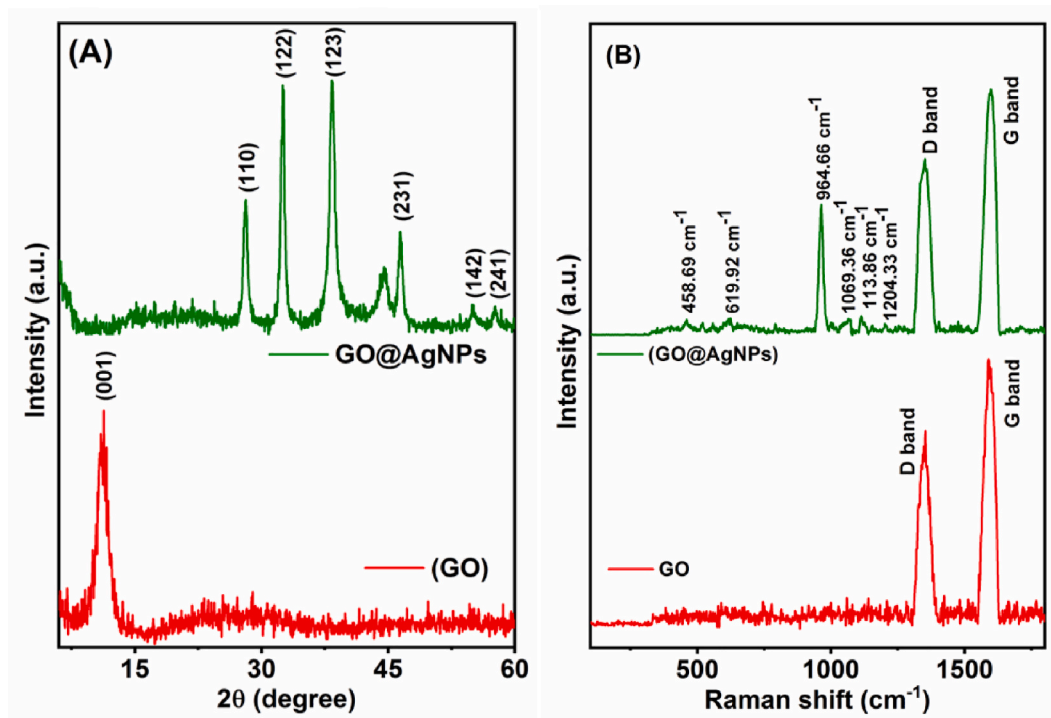 (A)
(110)
(122)
(123)
(231)
(142)
(241)
GO@AgNPs
(001)
(GO)
Intensity (a.u.)
15
30
45
60
2θ (degree)
(B)
458.69 cm⁻¹
619.92 cm⁻¹
964.66 cm⁻¹
1069.36 cm⁻¹
113.86 cm⁻¹
1204.33 cm⁻¹
D band
G band
(GO@AgNPs)
D band
G band
GO
Intensity (a.u.)
500
1000
1500
Raman shift (cm⁻¹)